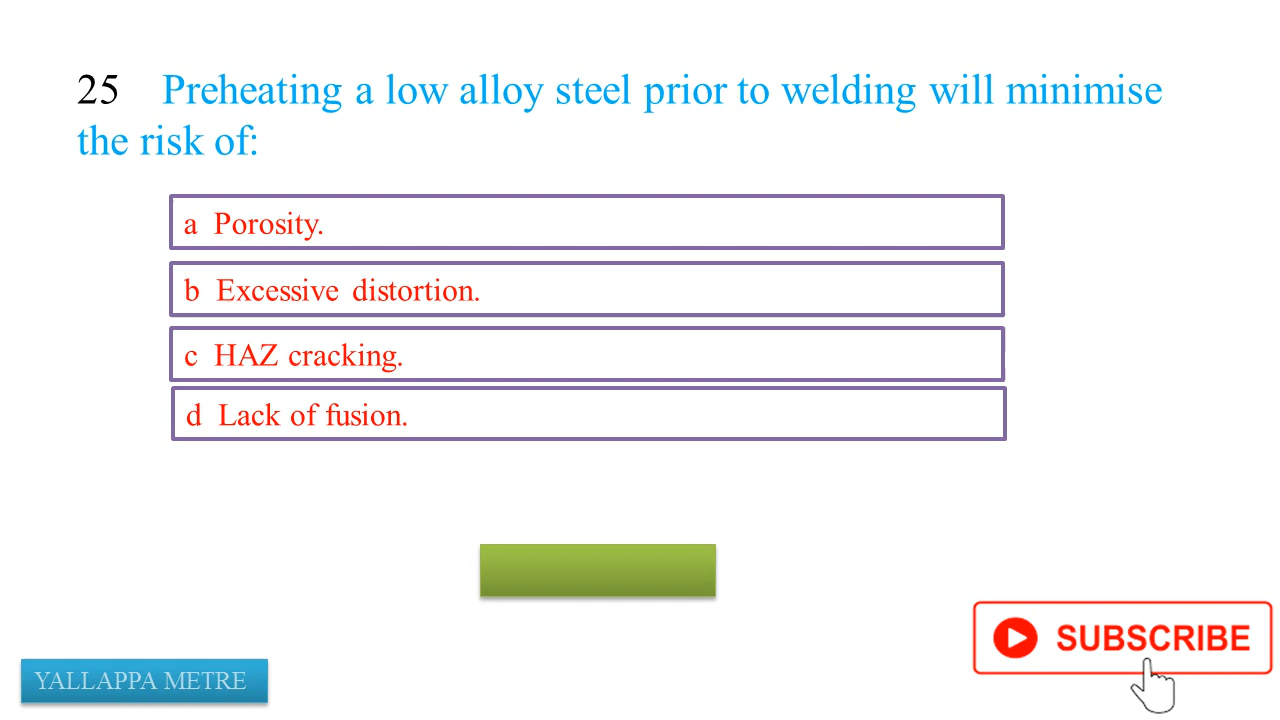 25 Preheating a low alloy steel prior to welding will minimise
the risk of:
a Porosity.
b Excessive distortion.
c HAZ cracking.
d Lack of fusion.
SUBSCRIBE
YALLAPPA METRE